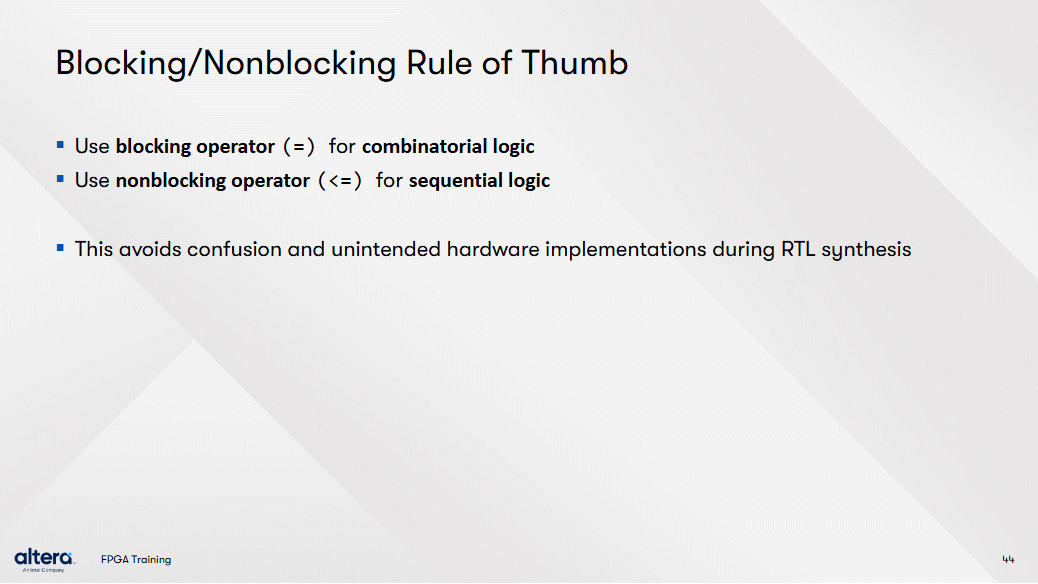 Blocking/Nonblocking Rule of Thumb
▪ Use blocking operator (=) for combinatorial logic
▪ Use nonblocking operator (<=) for sequential logic
▪ This avoids confusion and unintended hardware implementations during RTL synthesis
altera.
An Intel Company
FPGA Training
44